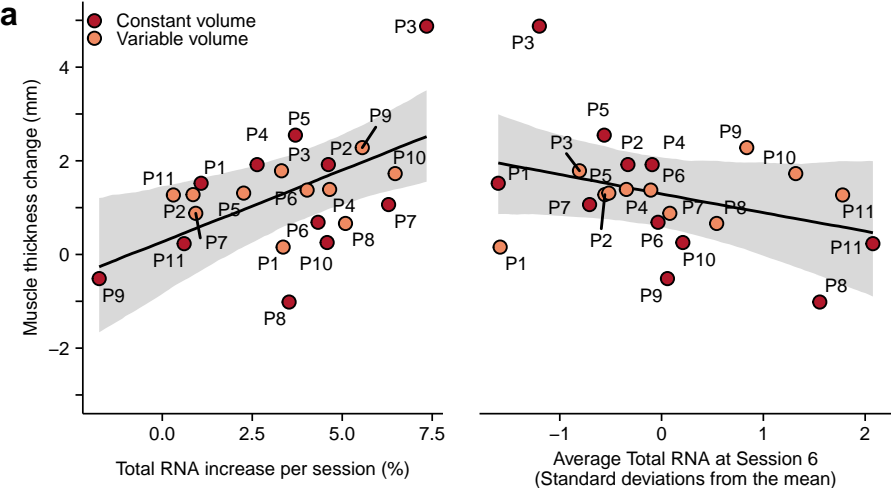 a
Constant volume
Variable volume
Muscle thickness change (mm)
4
2
0
−2
P3
P5
P9
P4
P3
P2
P10
P11
P1
P2
P5
P6
P4
P7
P7
P11
P6
P8
P1
P10
P9
P8
0.0
2.5
5.0
7.5
Total RNA increase per session (%)
P3
P5
P3
P2
P4
P9
P10
P1
P5
P6
P7
P4
P7
P8
P11
P2
P6
P11
P1
P10
P9
P8
−1
0
1
2
Average Total RNA at Session 6
(Standard deviations from the mean)